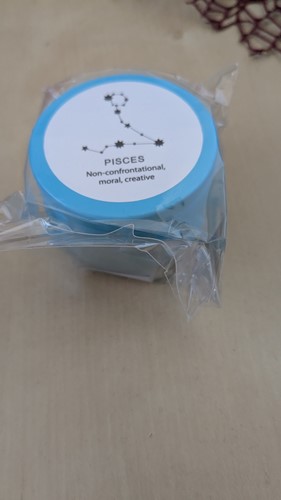 PISCES
Non-confrontational,
moral, creative